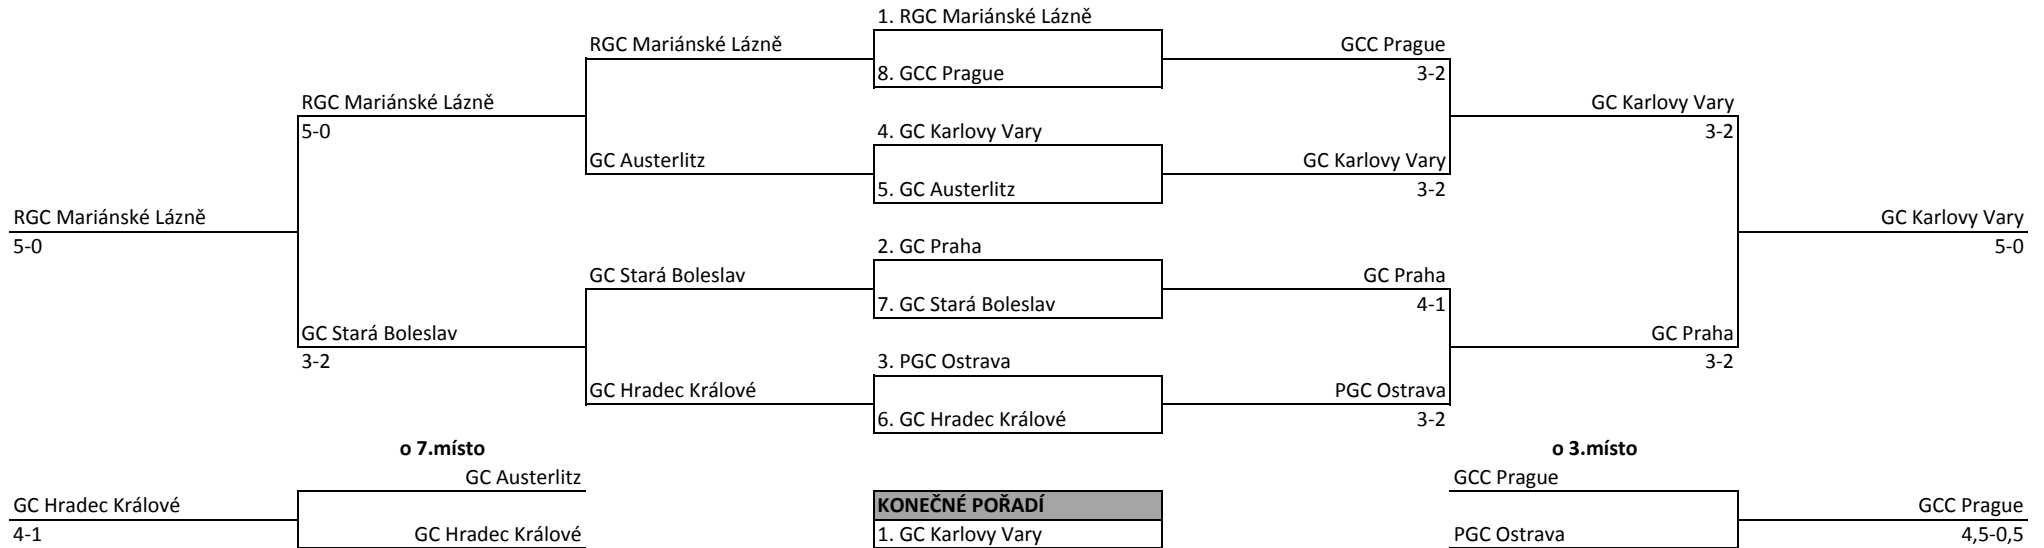 1. RGC Mariánské Lázně
RGC Mariánské Lázně GCC Prague
8. GCC Prague 3-2
RGC Mariánské Lázně GC Karlovy Vary
5-0 4. GC Karlovy Vary 3-2
GC Austerlitz GC Karlovy Vary
5. GC Austerlitz 3-2
RGC Mariánské Lázně GC Karlovy Vary
5-0 2. GC Praha 5-0
GC Stará Boleslav GC Praha
7. GC Stará Boleslav 4-1
GC Stará Boleslav GC Praha
3-2 3. PGC Ostrava 3-2
GC Hradec Králové PGC Ostrava
6. GC Hradec Králové 3-2
o 7.místo o 3.místo
GC Austerlitz GCC Prague
GC Hradec Králové KONEČNÉ POŘADÍ GCC Prague
4-1 GC Hradec Králové 1. GC Karlovy Vary PGC Ostrava 4,5-0,5